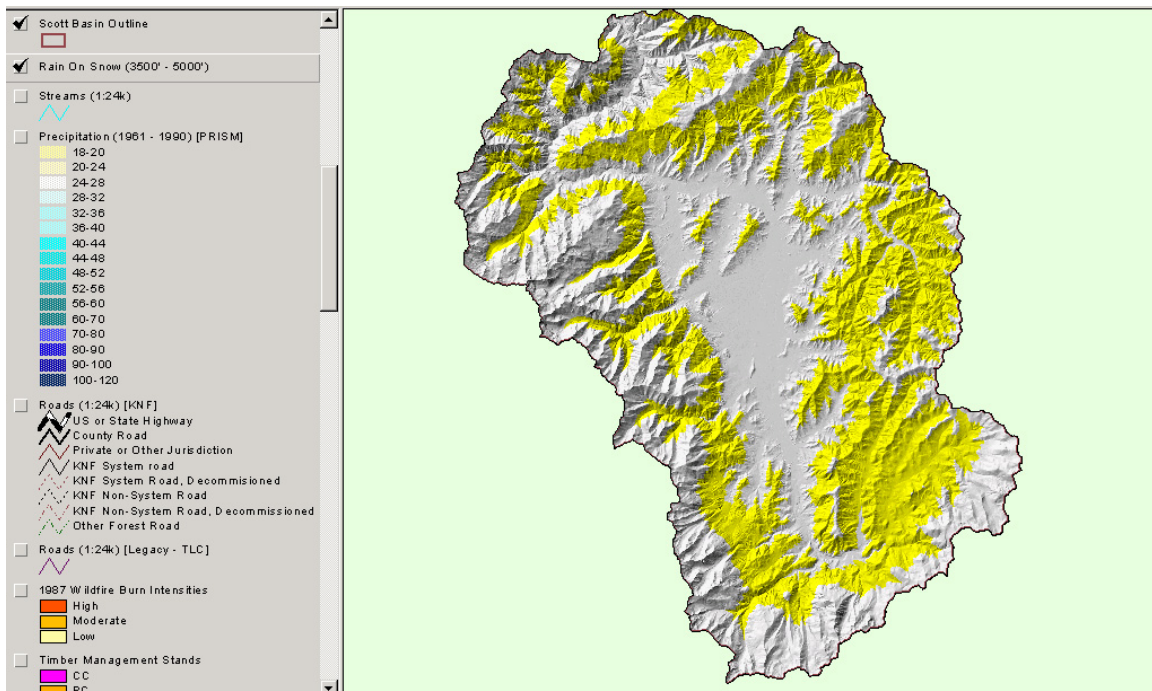 Scott Basin Outline
Rain On Snow (3500' - 5000')
Streams (1:24k)
Precipitation (1961 - 1990) [PRISM]
18-20
20-24
24-28
28-32
32-36
36-40
40-44
44-48
48-52
52-56
56-60
60-70
70-80
80-90
90-100
100-120
Roads (1:24k) [KNF]
US or State Highway
County Road
Private or Other Jurisdiction
KNF System road
KNF System Road, Decommisioned
KNF Non-System Road
KNF Non-System Road, Decommissioned
Other Forest Road
Roads (1:24k) [Legacy - TLC]
1987 Wildfire Burn Intensities
High
Moderate
Low
Timber Management Stands
CC